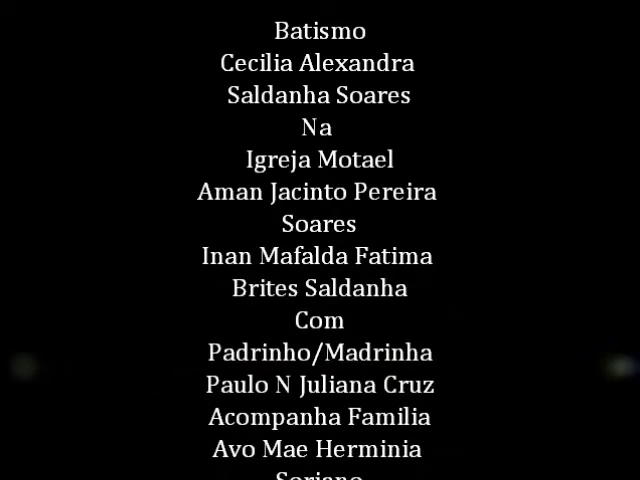 Batismo
Cecilia Alexandra
Saldanha Soares
Na
Igreja Motael
Aman Jacinto Pereira
Soares
Inan Mafalda Fatima
Brites Saldanha
Com
Padrinho/Madrinha
Paulo N Juliana Cruz
Acompanha Familia
Avo Mae Herminia
Soriano